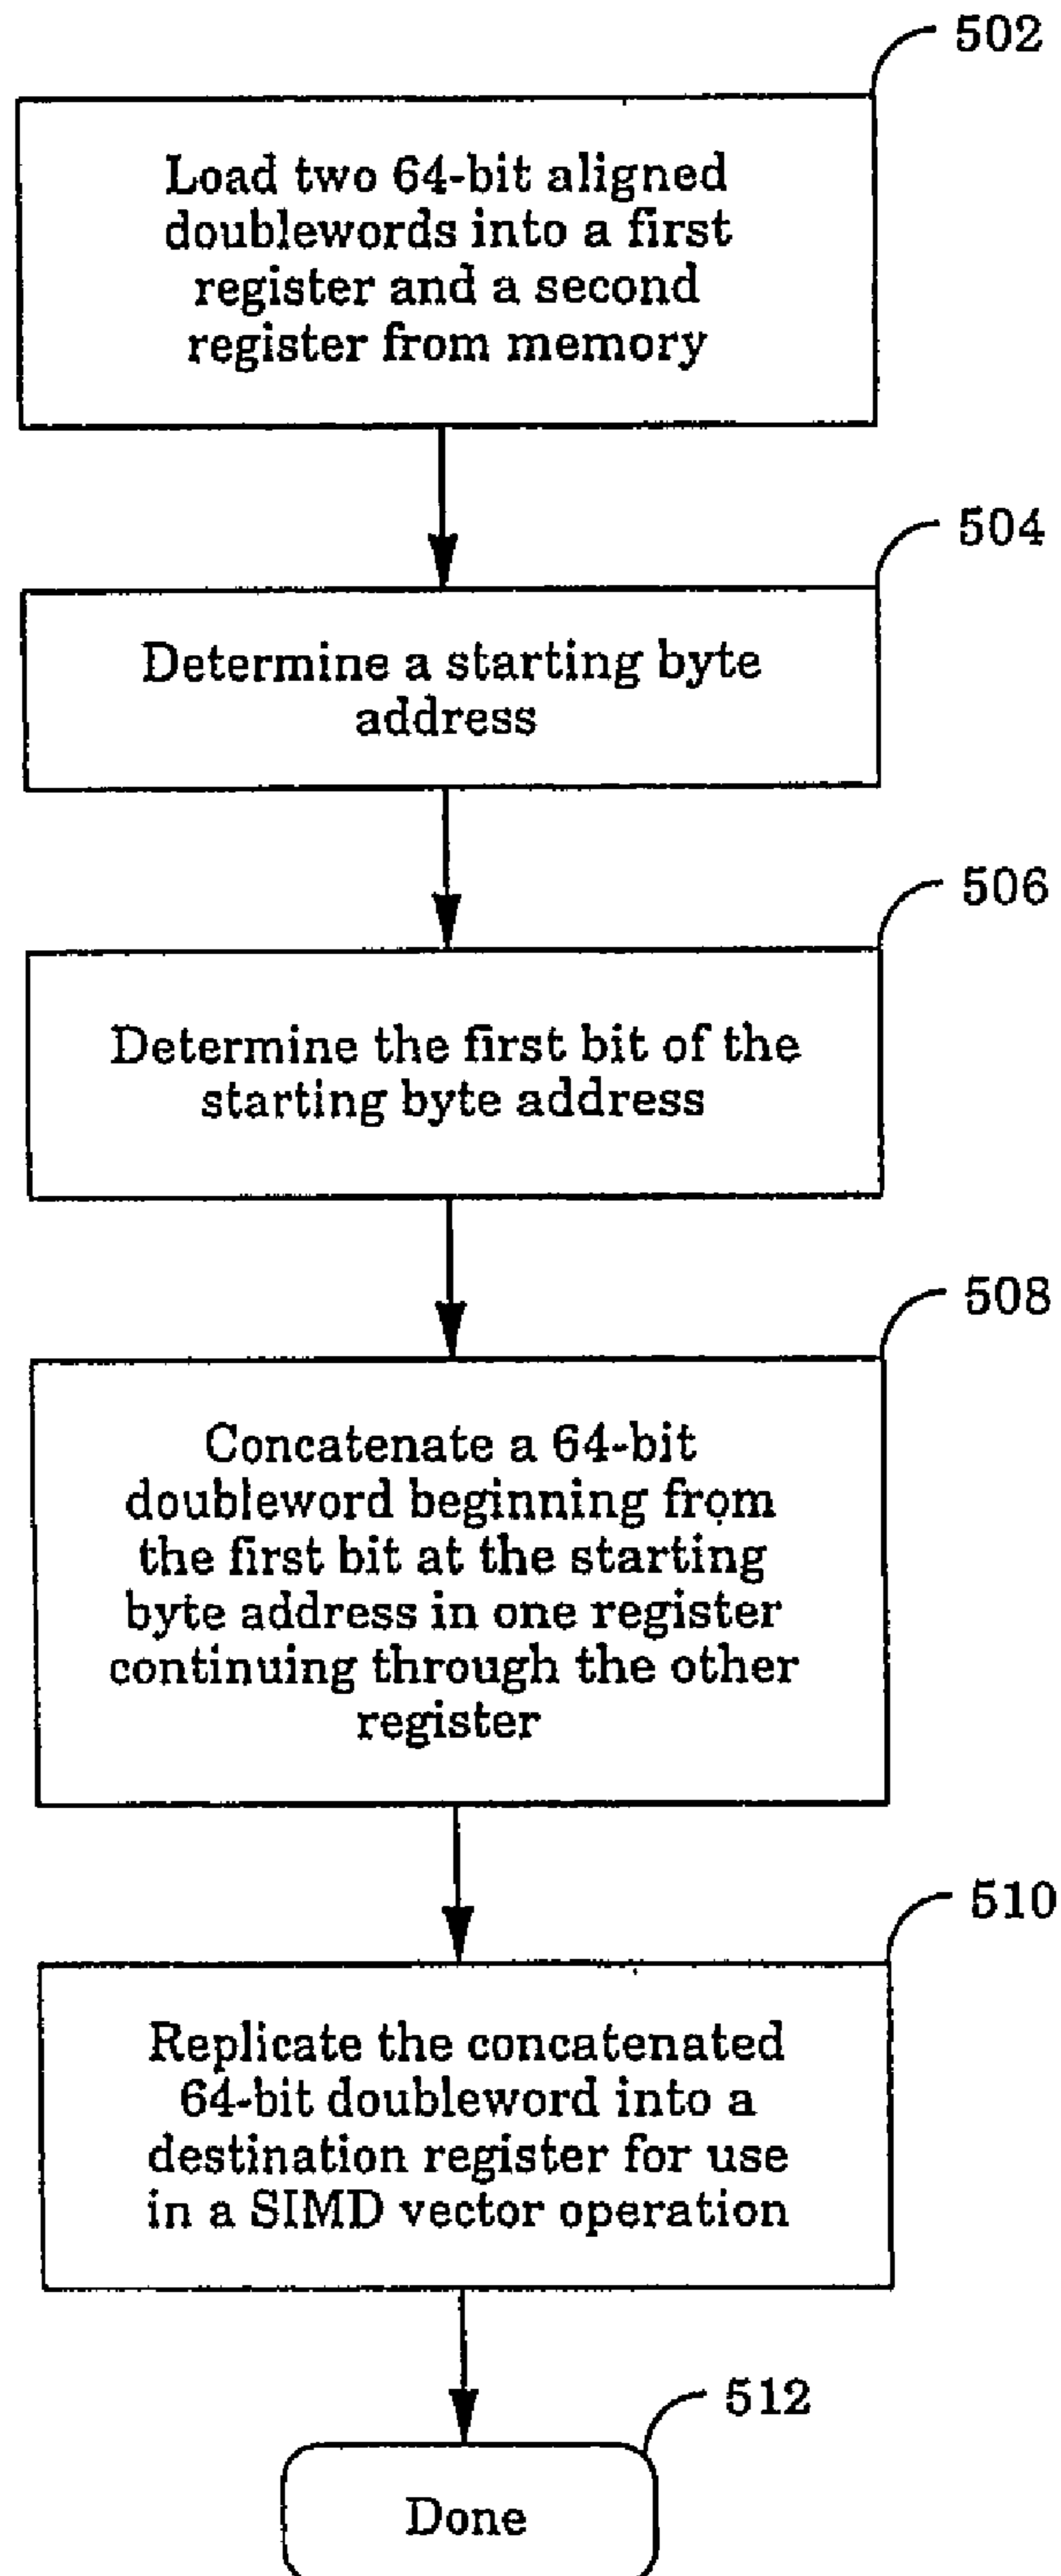 502
Load two 64-bit aligned
doublewords into a first
register and a second
register from memory
504
Determine a starting byte
address
506
Determine the first bit of the
starting byte address
508
Concatenate a 64-bit
doubleword beginning from
the first bit at the starting
byte address in one register
continuing through the other
register
510
Replicate the concatenated
64-bit doubleword into a
destination register for use
in a SIMD vector operation
512
Done